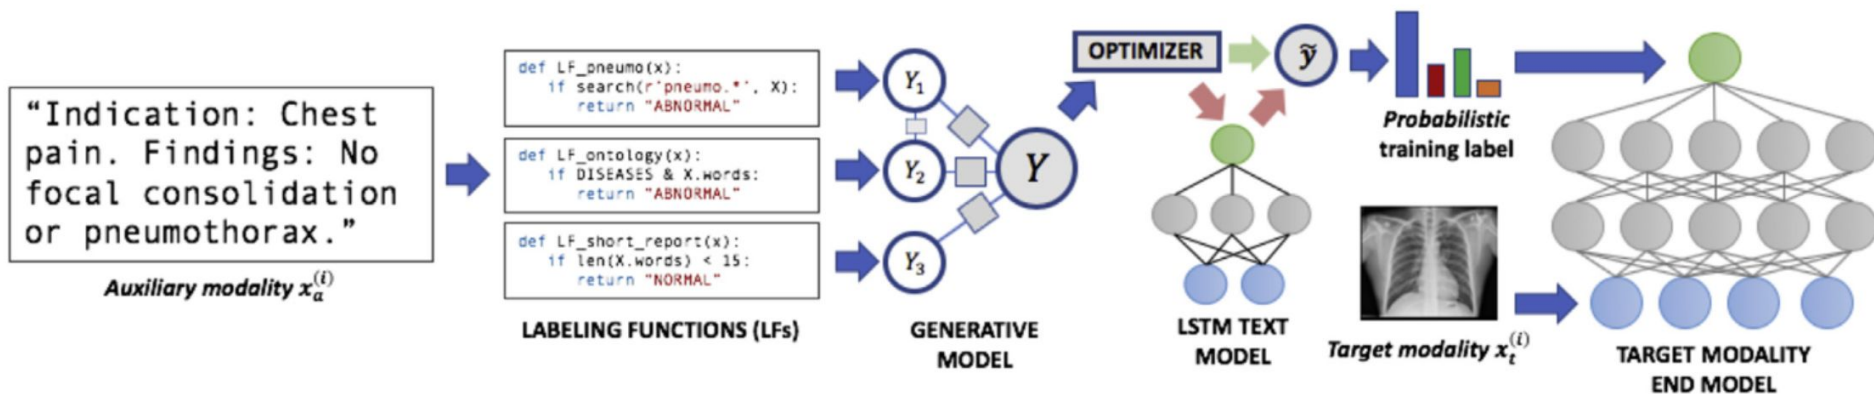 “Indication: Chest
pain. Findings: No
focal consolidation
or pneumothorax.”
Auxiliary modality x_a^(i)
def LF_pneumo(x):
if search(r'pneumo.*', X):
return "ABNORMAL"
def LF_ontology(x):
if DISEASES & X.words:
return "ABNORMAL"
def LF_short_report(x):
if len(X.words) < 15:
return "NORMAL"
LABELING FUNCTIONS (LFs)
Y1
Y2
Y3
Y
GENERATIVE
MODEL
OPTIMIZER
ỹ
LSTM TEXT
MODEL
Probabilistic
training label
Target modality x_t^(i)
TARGET MODALITY
END MODEL